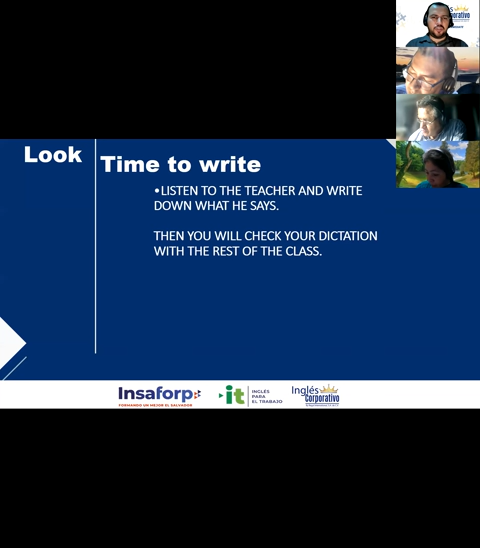 Look
Time to write
•LISTEN TO THE TEACHER AND WRITE
DOWN WHAT HE SAYS.
THEN YOU WILL CHECK YOUR DICTATION
WITH THE REST OF THE CLASS.
Insaforp
FORMANDO UN MEJOR EL SALVADOR
it
INGLÉS
PARA
EL TRABAJO
Inglés
Corporativo